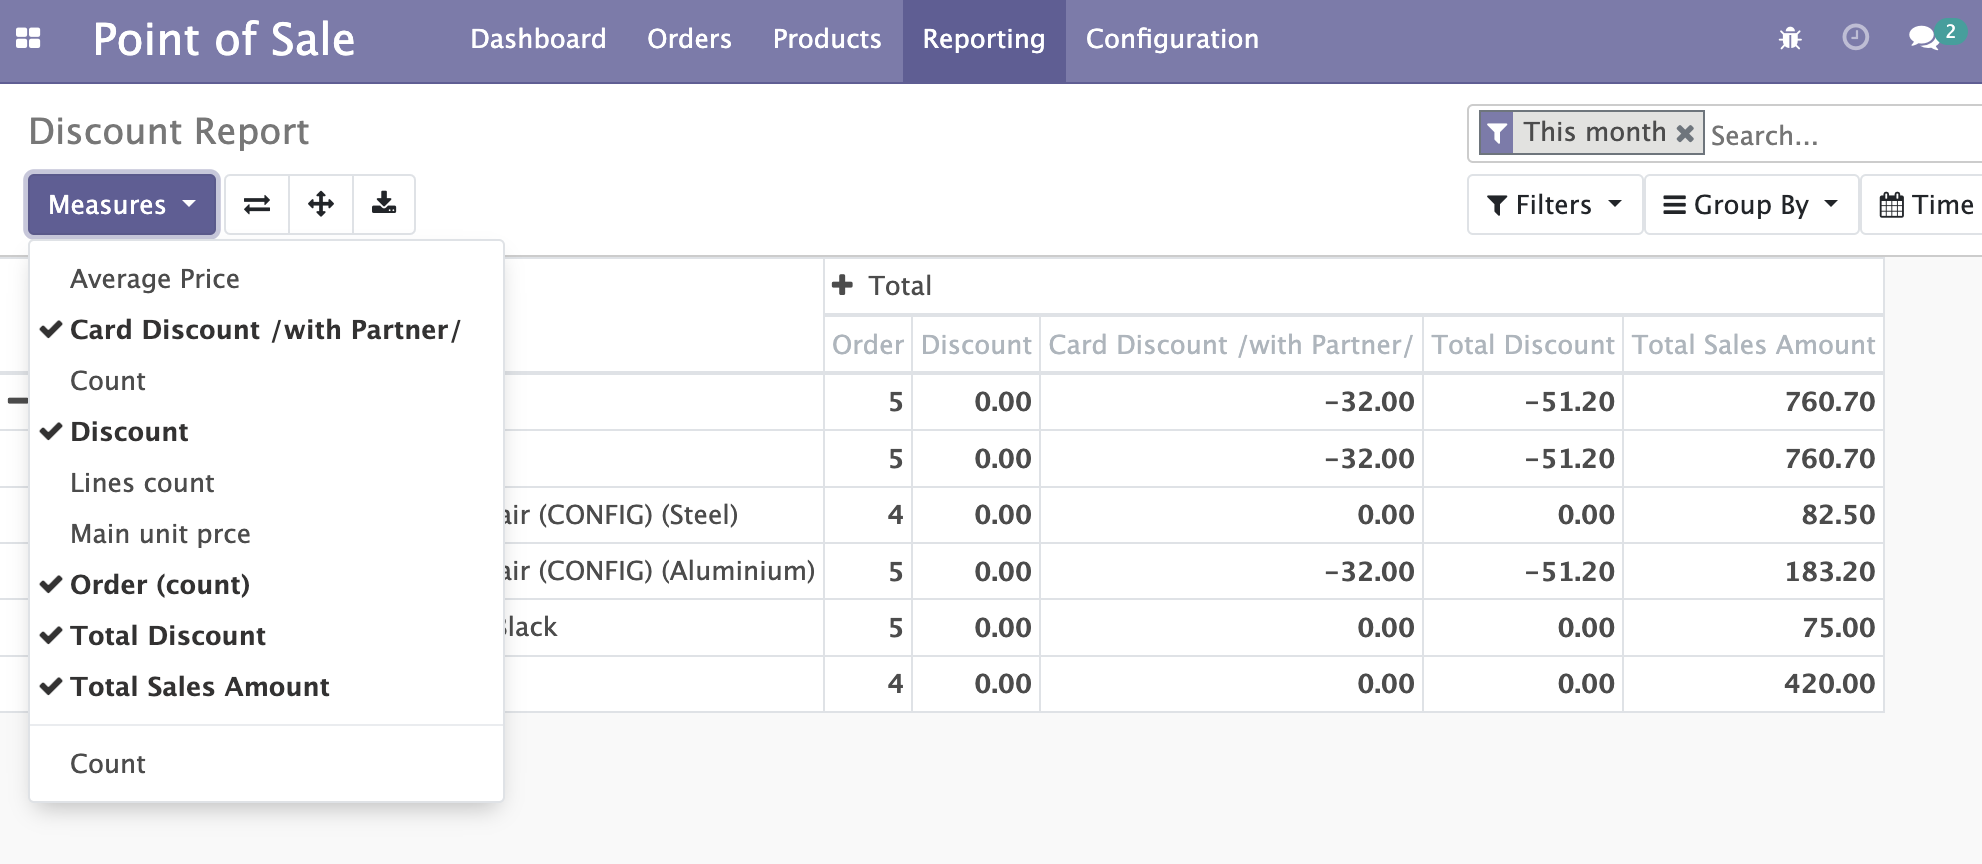 Point of Sale Dashboard Orders Products Reporting Configuration 2
Discount Report
This month Search...
Measures Filters Group By Time
Average Price
Card Discount /with Partner/
Count
Discount
Lines count
Main unit prce
Order (count)
Total Discount
Total Sales Amount
Count
Total
Order Discount Card Discount /with Partner/ Total Discount Total Sales Amount
5 0.00 -32.00 -51.20 760.70
5 0.00 -32.00 -51.20 760.70
air (CONFIG) (Steel) 4 0.00 0.00 0.00 82.50
air (CONFIG) (Aluminium) 5 0.00 -32.00 -51.20 183.20
lack 5 0.00 0.00 0.00 75.00
4 0.00 0.00 0.00 420.00